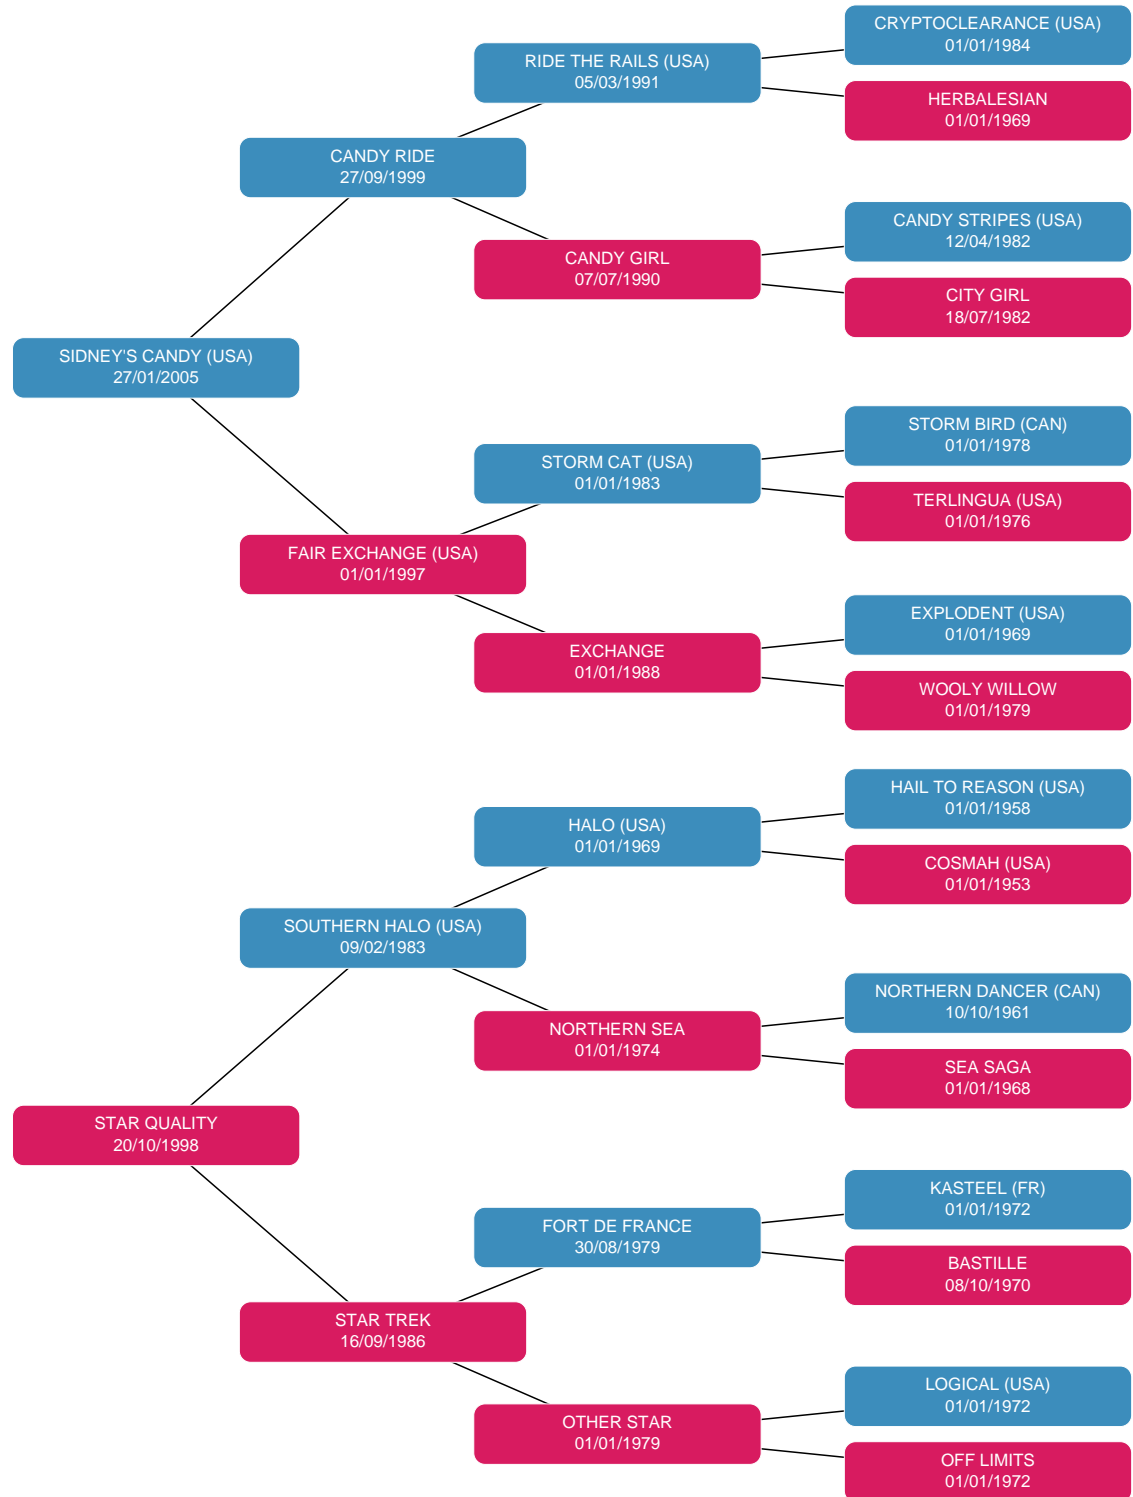 CRYPTOCLEARANCE (USA)
01/01/1984
RIDE THE RAILS (USA)
05/03/1991
HERBALESIAN
01/01/1969
CANDY RIDE
27/09/1999
CANDY STRIPES (USA)
12/04/1982
CANDY GIRL
07/07/1990
CITY GIRL
18/07/1982
SIDNEY'S CANDY (USA)
27/01/2005
STORM BIRD (CAN)
01/01/1978
STORM CAT (USA)
01/01/1983
TERLINGUA (USA)
01/01/1976
FAIR EXCHANGE (USA)
01/01/1997
EXPLODENT (USA)
01/01/1969
EXCHANGE
01/01/1988
WOOLY WILLOW
01/01/1979
HAIL TO REASON (USA)
01/01/1958
HALO (USA)
01/01/1969
COSMAH (USA)
01/01/1953
SOUTHERN HALO (USA)
09/02/1983
NORTHERN DANCER (CAN)
10/10/1961
NORTHERN SEA
01/01/1974
SEA SAGA
01/01/1968
STAR QUALITY
20/10/1998
KASTEEL (FR)
01/01/1972
FORT DE FRANCE
30/08/1979
BASTILLE
08/10/1970
STAR TREK
16/09/1986
LOGICAL (USA)
01/01/1972
OTHER STAR
01/01/1979
OFF LIMITS
01/01/1972